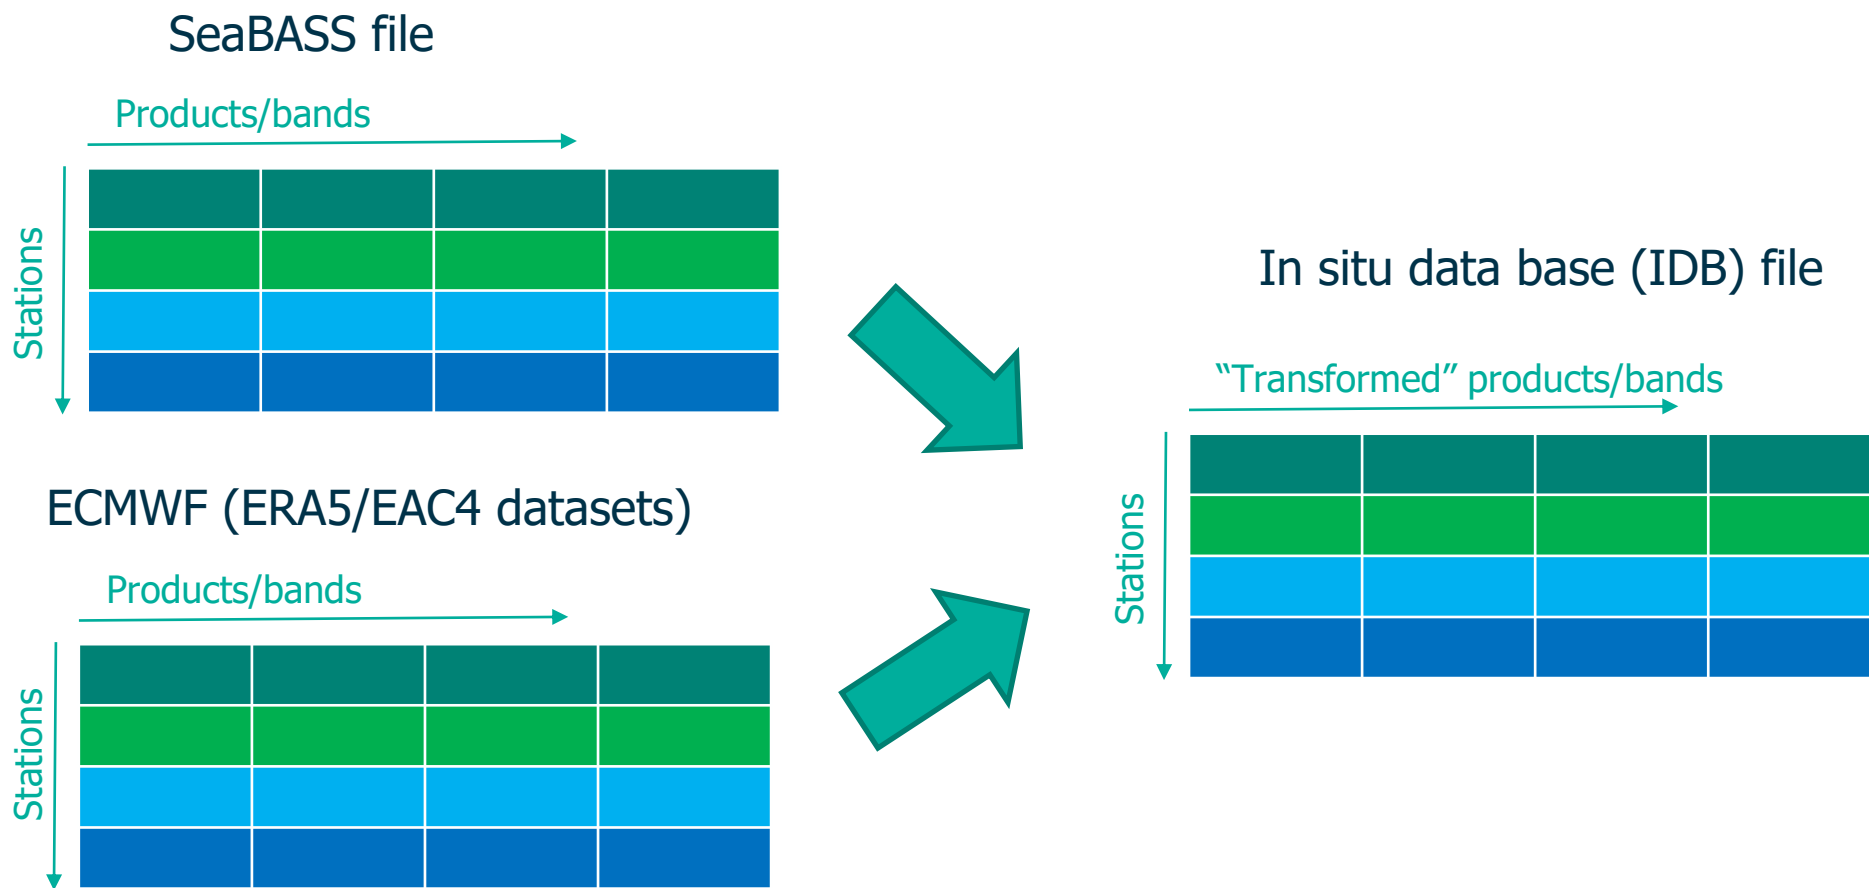 SeaBASS file
Products/bands
Stations
ECMWF (ERA5/EAC4 datasets)
Products/bands
Stations
In situ data base (IDB) file
“Transformed” products/bands
Stations